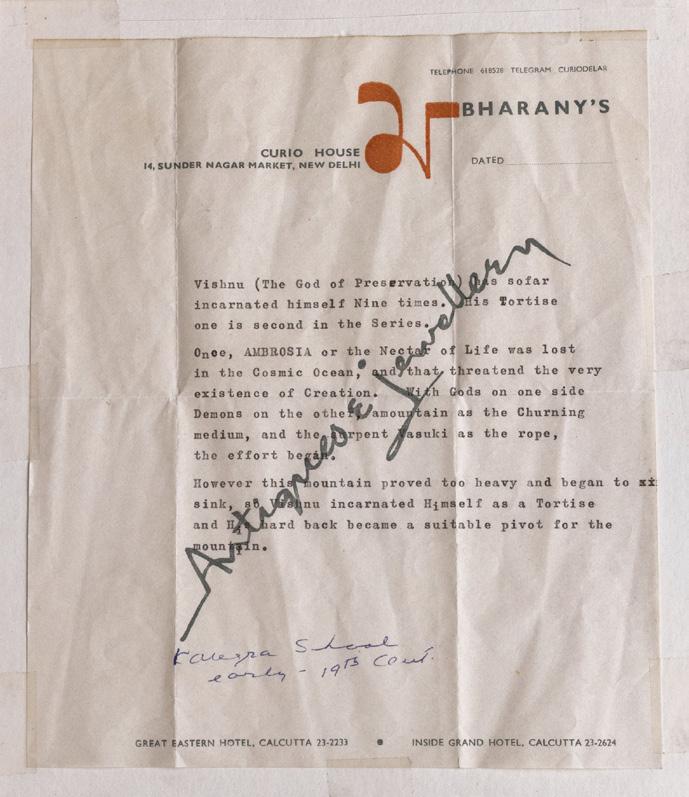 TELEPHONE 618528 TELEGRAM CURIODELAR
BHARANY'S
CURIO HOUSE
14, SUNDER NAGAR MARKET, NEW DELHI
DATED
Antiques & Jewellery
Vishnu (The God of Preservation) has sofar
incarnated himself Nine times. His Tortise
one is second in the Series.
Once, AMBROSIA or the Nectar of Life was lost
in the Cosmic Ocean, and that threatend the very
existence of Creation. With Gods on one side
Demons on the other, amountain as the Churning
medium, and the serpent Vasuki as the rope,
the effort began.
However this mountain proved too heavy and began to
sink, so Vishnu incarnated Himself as a Tortise
and His hard back became a suitable pivot for the
mountain.
School
early - 19th Cent.
GREAT EASTERN HOTEL, CALCUTTA 23-2233 • INSIDE GRAND HOTEL, CALCUTTA 23-2624